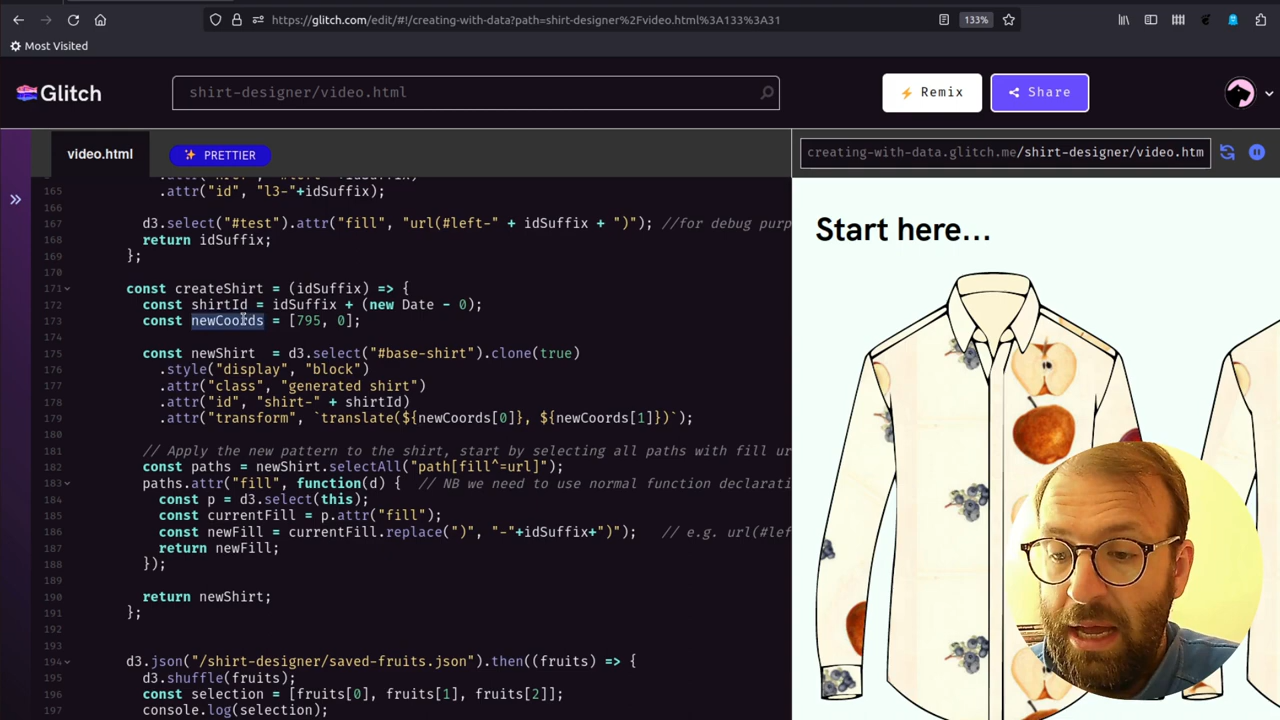 https://glitch.com/edit/#!/creating-with-data?path=shirt-designer%2Fvideo.html%3A133%3A31
133%
Most Visited
Glitch
shirt-designer/video.html
Remix
Share
video.html
PRETTIER
creating-with-data.glitch.me/shirt-designer/video.htm
165 .attr("id", "l3-"+idSuffix);
166
167 d3.select("#test").attr("fill", "url(#left-" + idSuffix + ")"); //for debug purp
168 return idSuffix;
169 };
170
171 const createShirt = (idSuffix) => {
172 const shirtId = idSuffix + (new Date - 0);
173 const newCoords = [795, 0];
174
175 const newShirt = d3.select("#base-shirt").clone(true)
176 .style("display", "block")
177 .attr("class", "generated shirt")
178 .attr("id", "shirt-" + shirtId)
179 .attr("transform", `translate(${newCoords[0]}, ${newCoords[1]})`);
180
181 // Apply the new pattern to the shirt, start by selecting all paths with fill ur
182 const paths = newShirt.selectAll("path[fill^=url]");
183 paths.attr("fill", function(d) { // NB we need to use normal function declarati
184 const p = d3.select(this);
185 const currentFill = p.attr("fill");
186 const newFill = currentFill.replace(")", "-"+idSuffix+")"); // e.g. url(#lef
187 return newFill;
188 });
189
190 return newShirt;
191 };
192
193
194 d3.json("/shirt-designer/saved-fruits.json").then((fruits) => {
195 d3.shuffle(fruits);
196 const selection = [fruits[0], fruits[1], fruits[2]];
197 console.log(selection);
Start here...